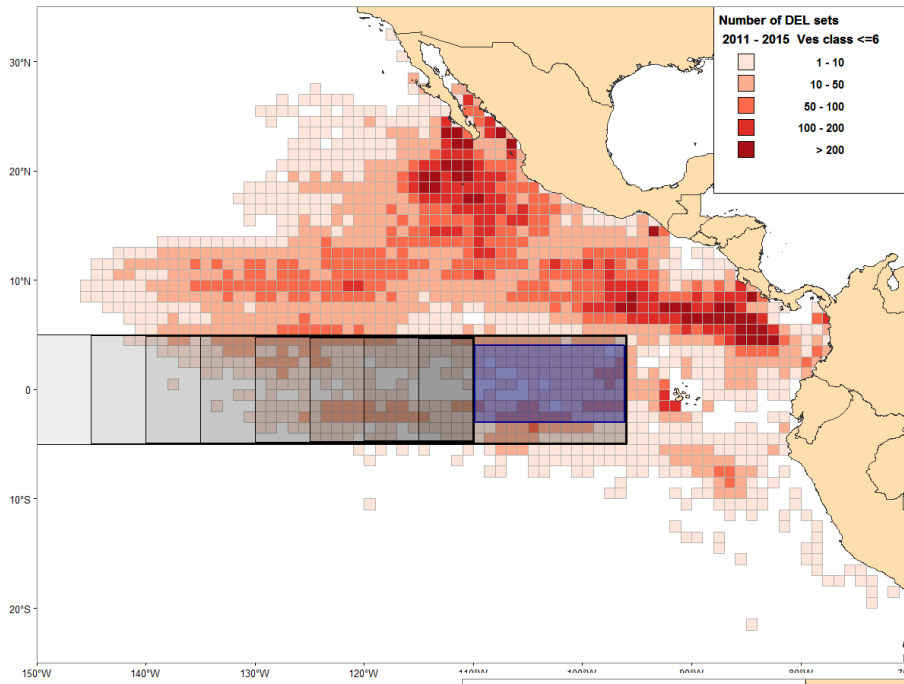 Number of DEL sets
2011 - 2015 Ves class <=6
1 - 10
10 - 50
50 - 100
100 - 200
> 200
30°N
20°N
10°N
0
10°S
20°S
150°W 140°W 130°W 120°W 110°W 100°W 90°W 80°W